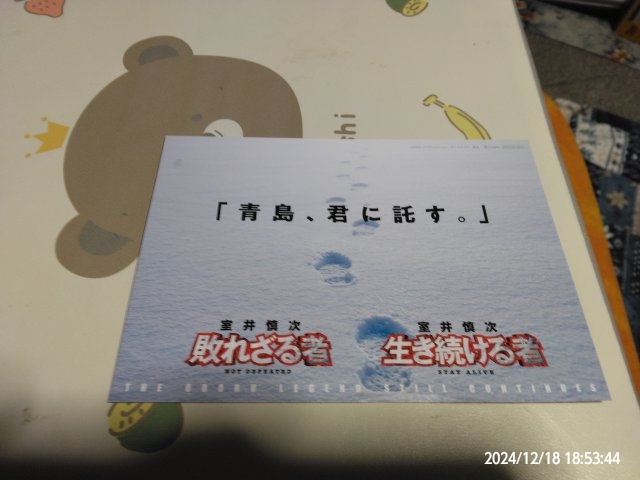 「青島、君に託す。」
室井慎次
敗れざる者
NOT DEFEATED
室井慎次
生き続ける者
STAY ALIVE
THE ODORU LEGEND STILL CONTINUES
2024/12/18 18:53:44